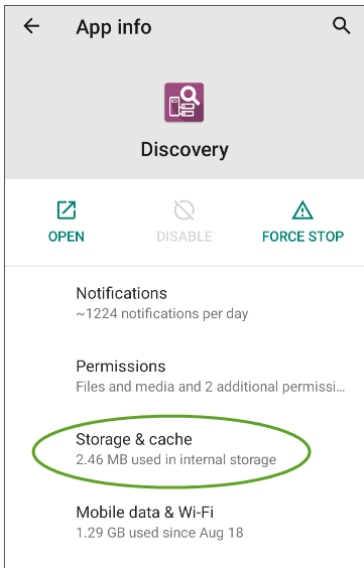 App info
Discovery
OPEN
DISABLE
FORCE STOP
Notifications
~1224 notifications per day
Permissions
Files and media and 2 additional permissi...
Storage & cache
2.46 MB used in internal storage
Mobile data & Wi-Fi
1.29 GB used since Aug 18